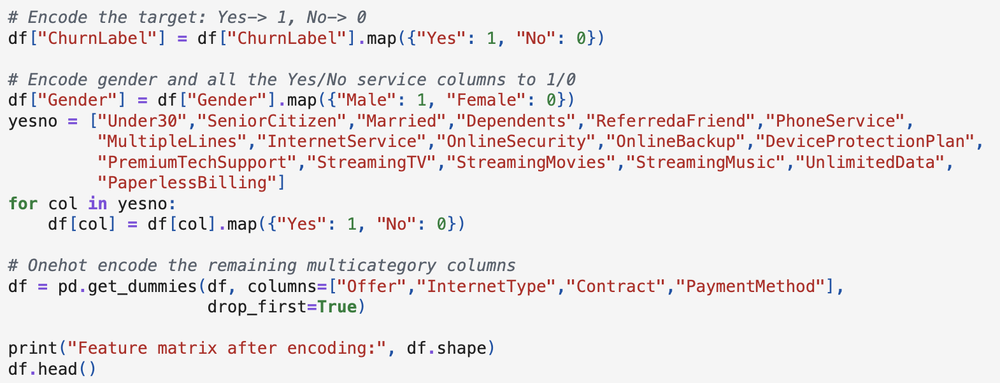 # Encode the target: Yes-> 1, No-> 0
df["ChurnLabel"] = df["ChurnLabel"].map({"Yes": 1, "No": 0})

# Encode gender and all the Yes/No service columns to 1/0
df["Gender"] = df["Gender"].map({"Male": 1, "Female": 0})
yesno = ["Under30","SeniorCitizen","Married","Dependents","ReferredaFriend","PhoneService",
         "MultipleLines","InternetService","OnlineSecurity","OnlineBackup","DeviceProtectionPlan",
         "PremiumTechSupport","StreamingTV","StreamingMovies","StreamingMusic","UnlimitedData",
         "PaperlessBilling"]
for col in yesno:
    df[col] = df[col].map({"Yes": 1, "No": 0})

# Onehot encode the remaining multicategory columns
df = pd.get_dummies(df, columns=["Offer","InternetType","Contract","PaymentMethod"],
                    drop_first=True)

print("Feature matrix after encoding:", df.shape)
df.head()